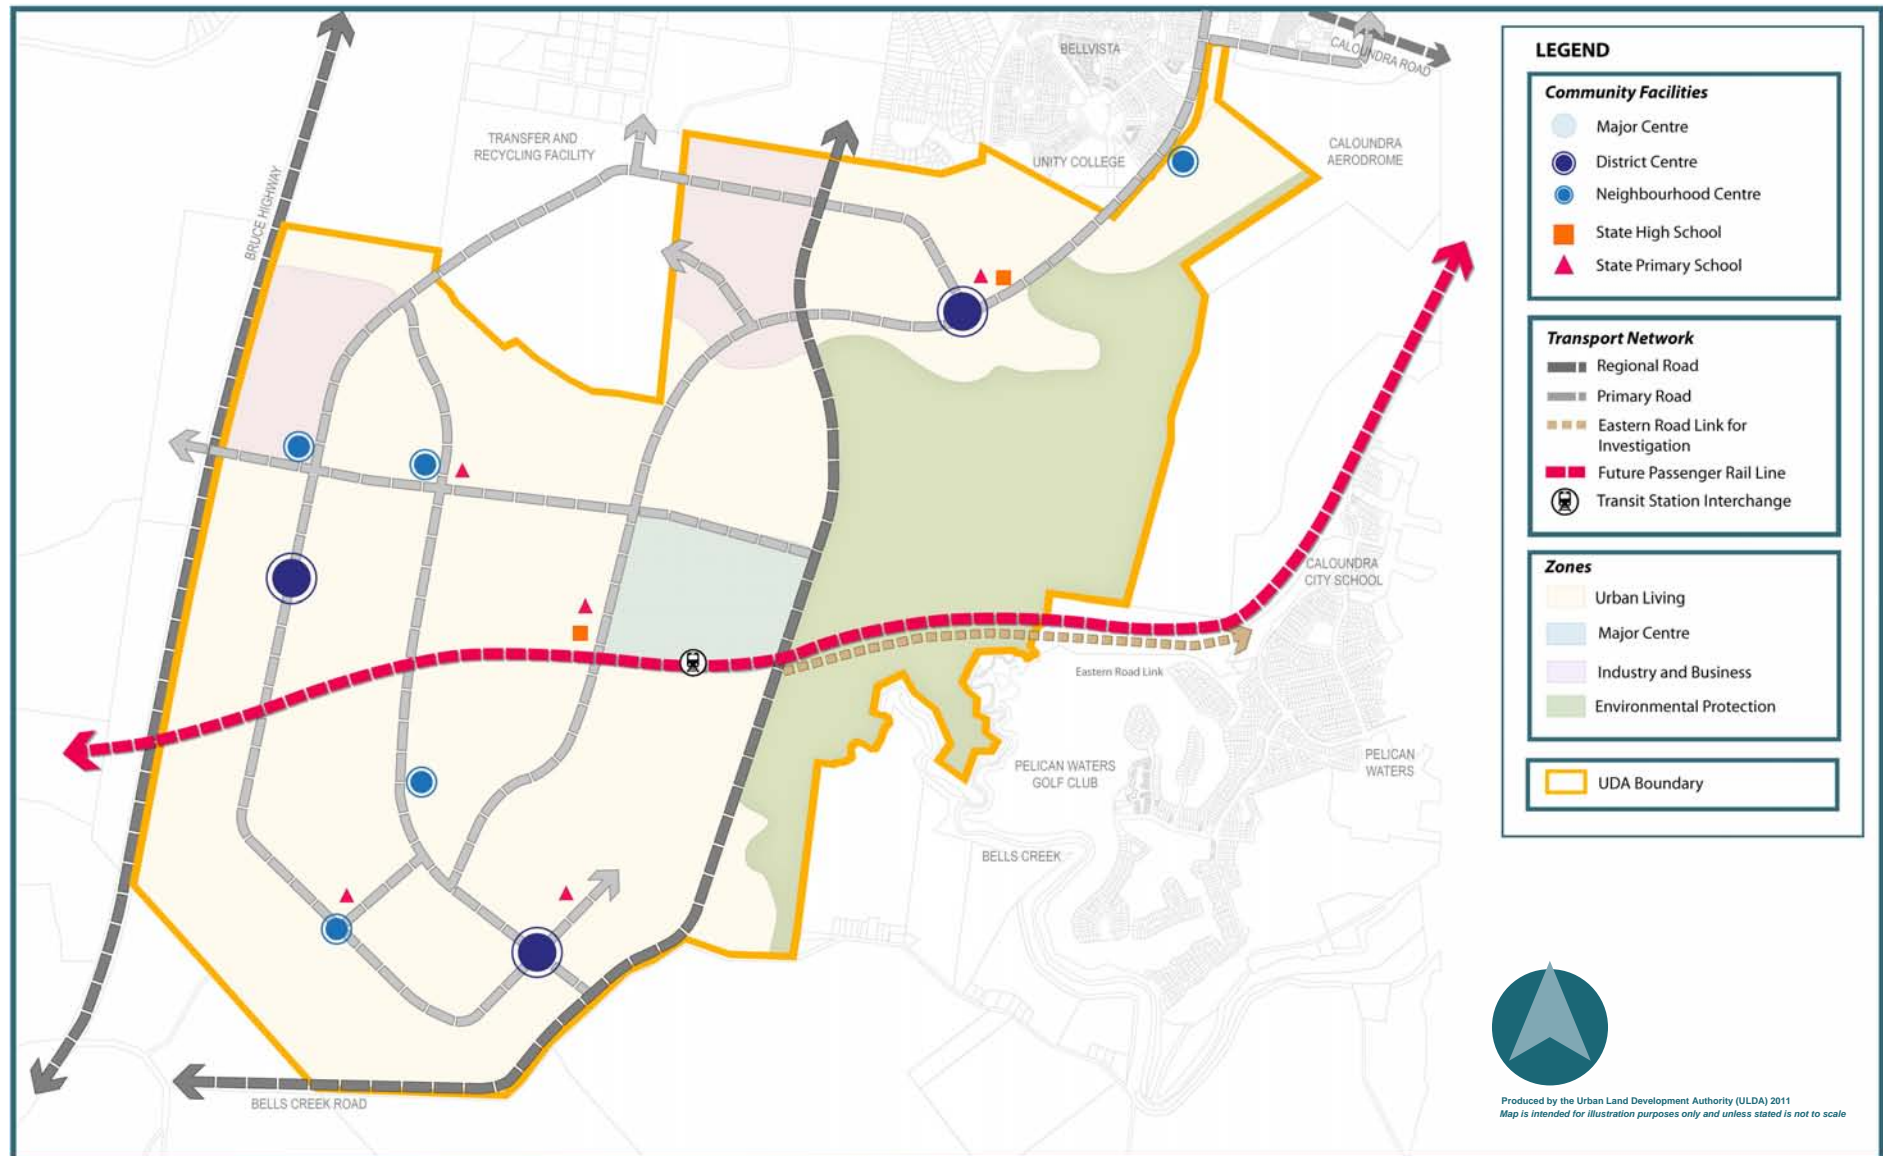 BELLVISTA
CALOUNDRA ROAD
TRANSFER AND
RECYCLING FACILITY
UNITY COLLEGE
CALOUNDRA
AERODROME
BRUCE HIGHWAY
CALOUNDRA
CITY SCHOOL
Eastern Road Link
PELICAN WATERS
GOLF CLUB
PELICAN
WATERS
BELLS CREEK
BELLS CREEK ROAD
LEGEND
Community Facilities
Major Centre
District Centre
Neighbourhood Centre
State High School
State Primary School
Transport Network
Regional Road
Primary Road
Eastern Road Link for
Investigation
Future Passenger Rail Line
Transit Station Interchange
Zones
Urban Living
Major Centre
Industry and Business
Environmental Protection
UDA Boundary
Produced by the Urban Land Development Authority (ULDA) 2011
Map is intended for illustration purposes only and unless stated is not to scale